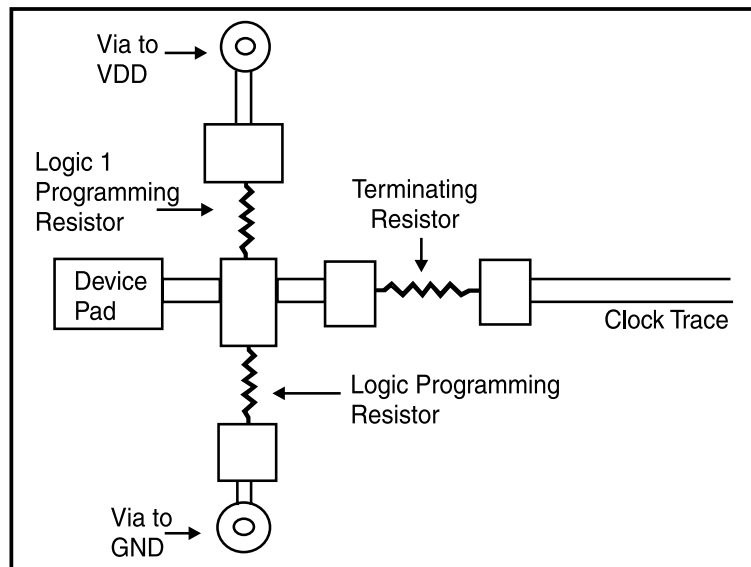 Via to
VDD
Logic 1
Programming
Resistor
Terminating
Resistor
Device
Pad
Clock Trace
Logic Programming
Resistor
Via to
GND